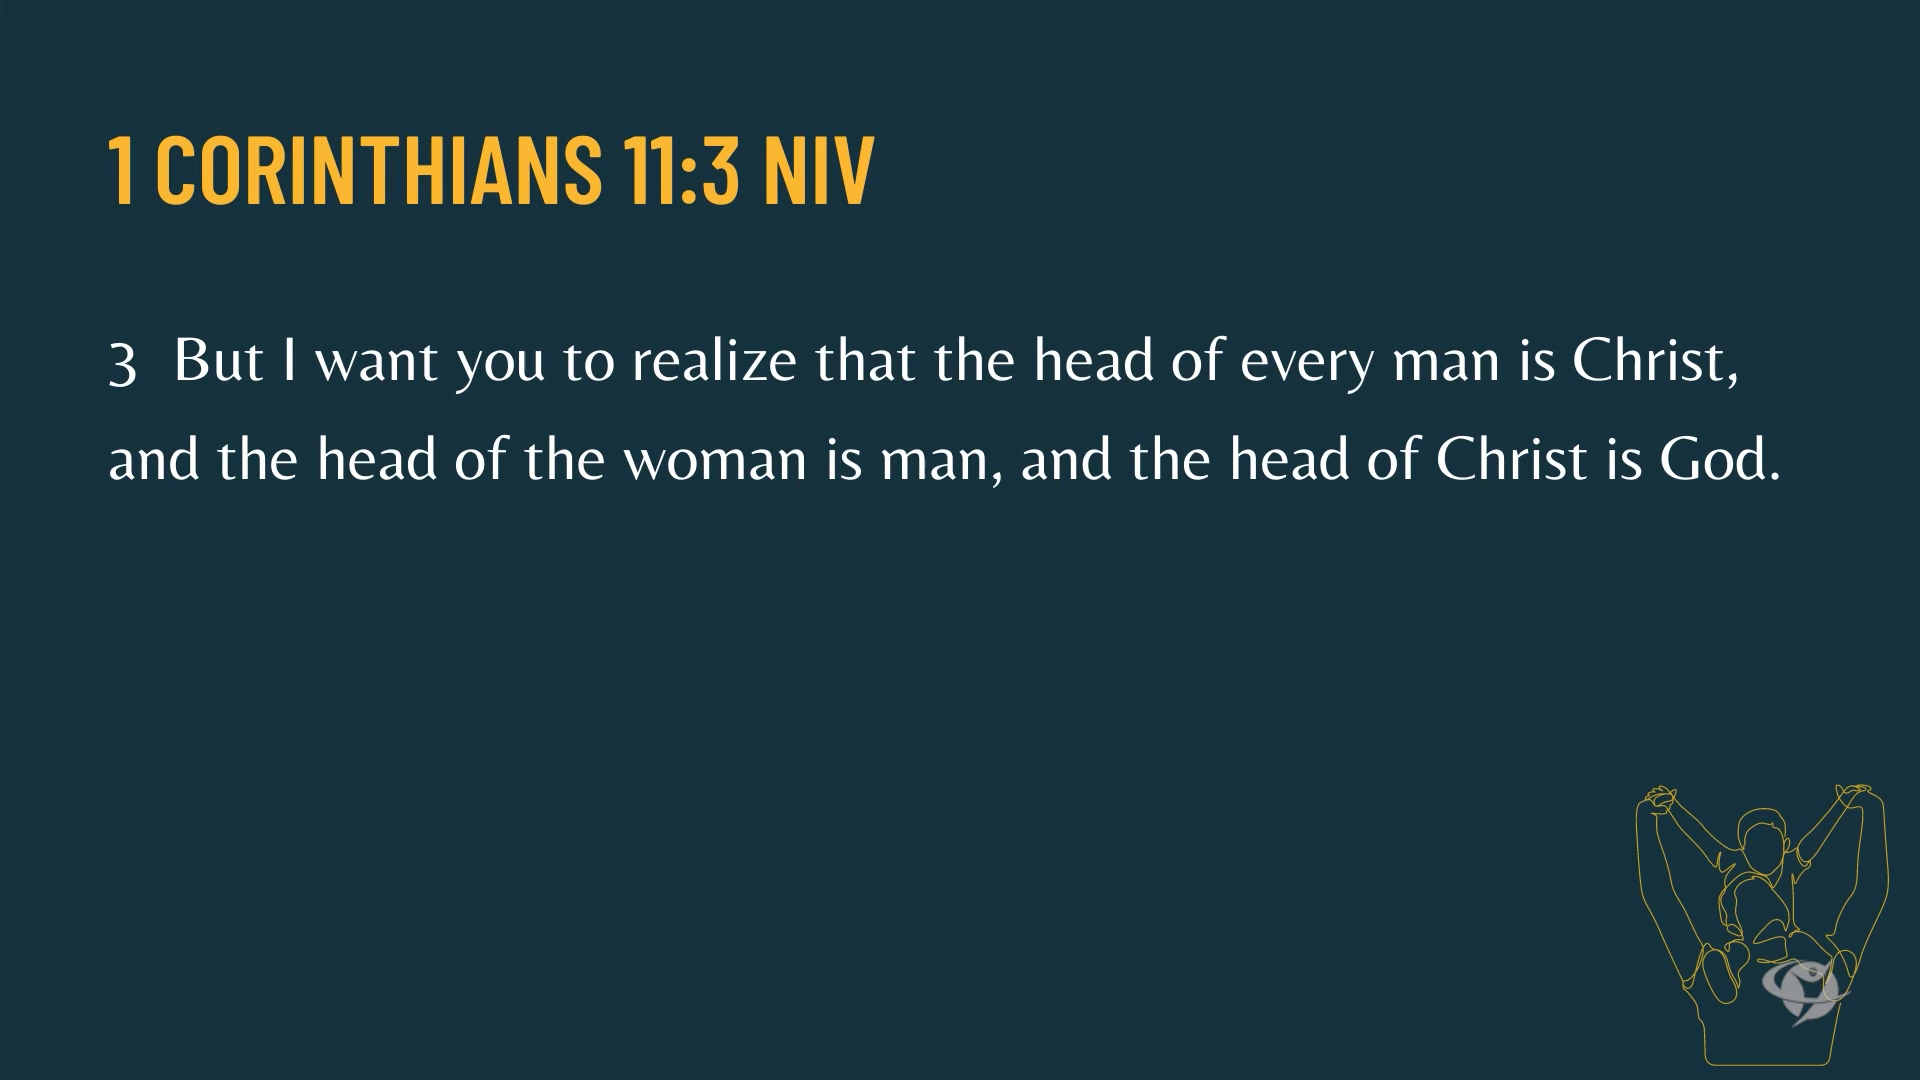 1 CORINTHIANS 11:3 NIV
3 But I want you to realize that the head of every man is Christ,
and the head of the woman is man, and the head of Christ is God.